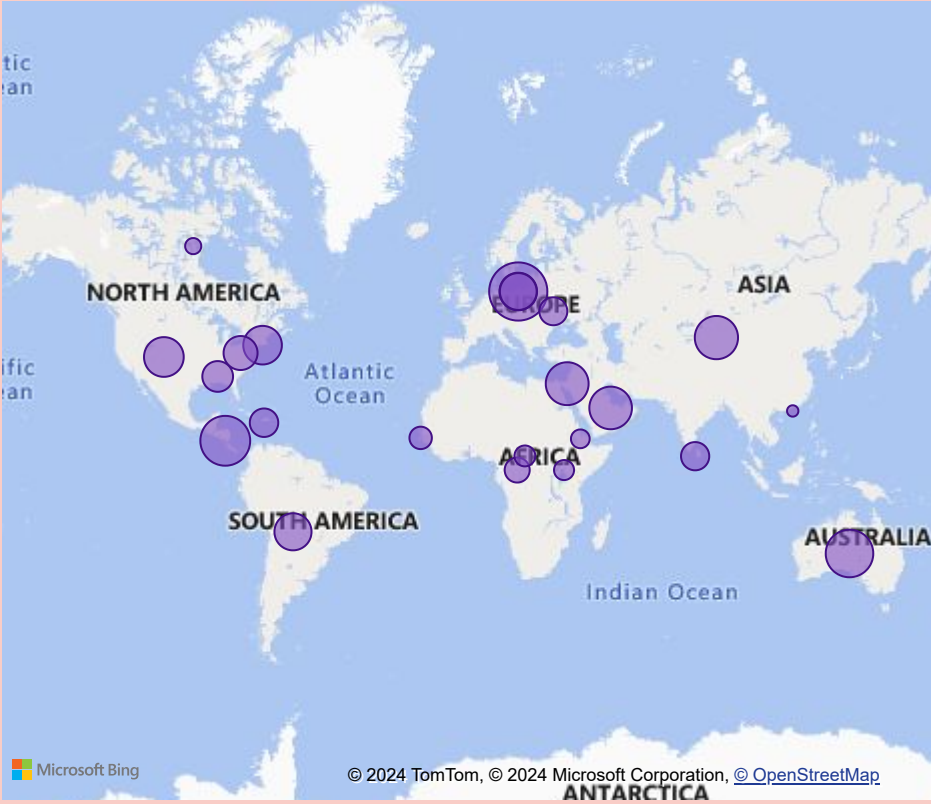 tic
ean
ASIA
NORTH AMERICA
EUROPE
ific
ean
Atlantic
Ocean
AFRICA
SOUTH AMERICA
AUSTRALIA
Indian Ocean
Microsoft Bing
© 2024 TomTom, © 2024 Microsoft Corporation, © OpenStreetMap
ANTARCTICA